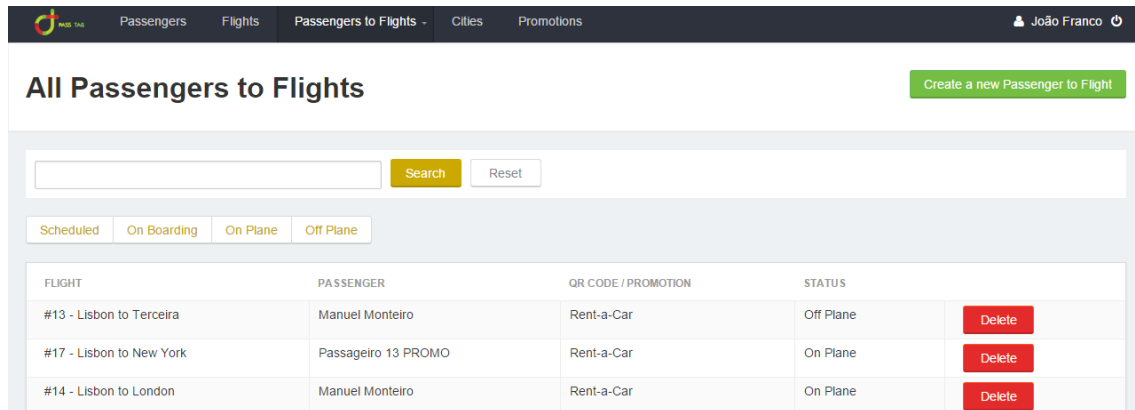 PASS TAG Passengers Flights Passengers to Flights Cities Promotions João Franco
All Passengers to Flights
Create a new Passenger to Flight
Search Reset
Scheduled On Boarding On Plane Off Plane
FLIGHT PASSENGER QR CODE / PROMOTION STATUS
#13 - Lisbon to Terceira Manuel Monteiro Rent-a-Car Off Plane Delete
#17 - Lisbon to New York Passageiro 13 PROMO Rent-a-Car On Plane Delete
#14 - Lisbon to London Manuel Monteiro Rent-a-Car On Plane Delete